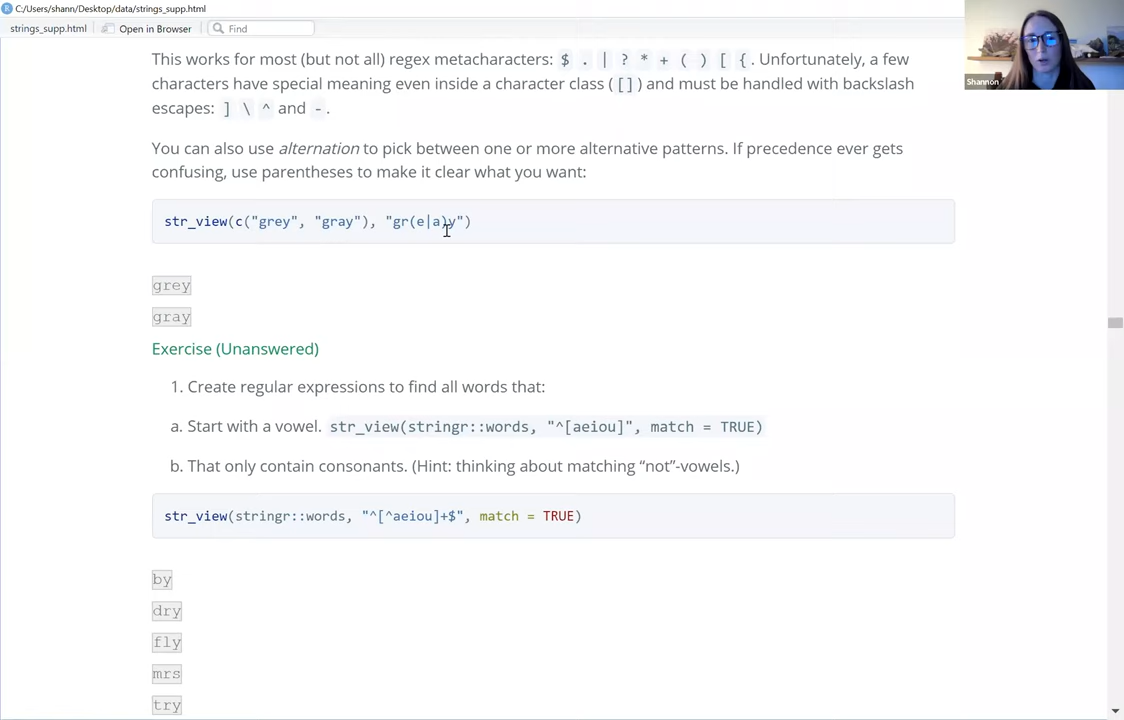 C:/Users/shann/Desktop/data/strings_supp.html
strings_supp.html Open in Browser Find
This works for most (but not all) regex metacharacters: $ . | ? * + ( ) [ {. Unfortunately, a few
characters have special meaning even inside a character class ([]) and must be handled with backslash
escapes: ] \ ^ and -.
You can also use alternation to pick between one or more alternative patterns. If precedence ever gets
confusing, use parentheses to make it clear what you want:
str_view(c("grey", "gray"), "gr(e|a)y")
grey
gray
Exercise (Unanswered)
1. Create regular expressions to find all words that:
a. Start with a vowel. str_view(stringr::words, "^[aeiou]", match = TRUE)
b. That only contain consonants. (Hint: thinking about matching “not”-vowels.)
str_view(stringr::words, "^[^aeiou]+$", match = TRUE)
by
dry
fly
mrs
try
Shannon